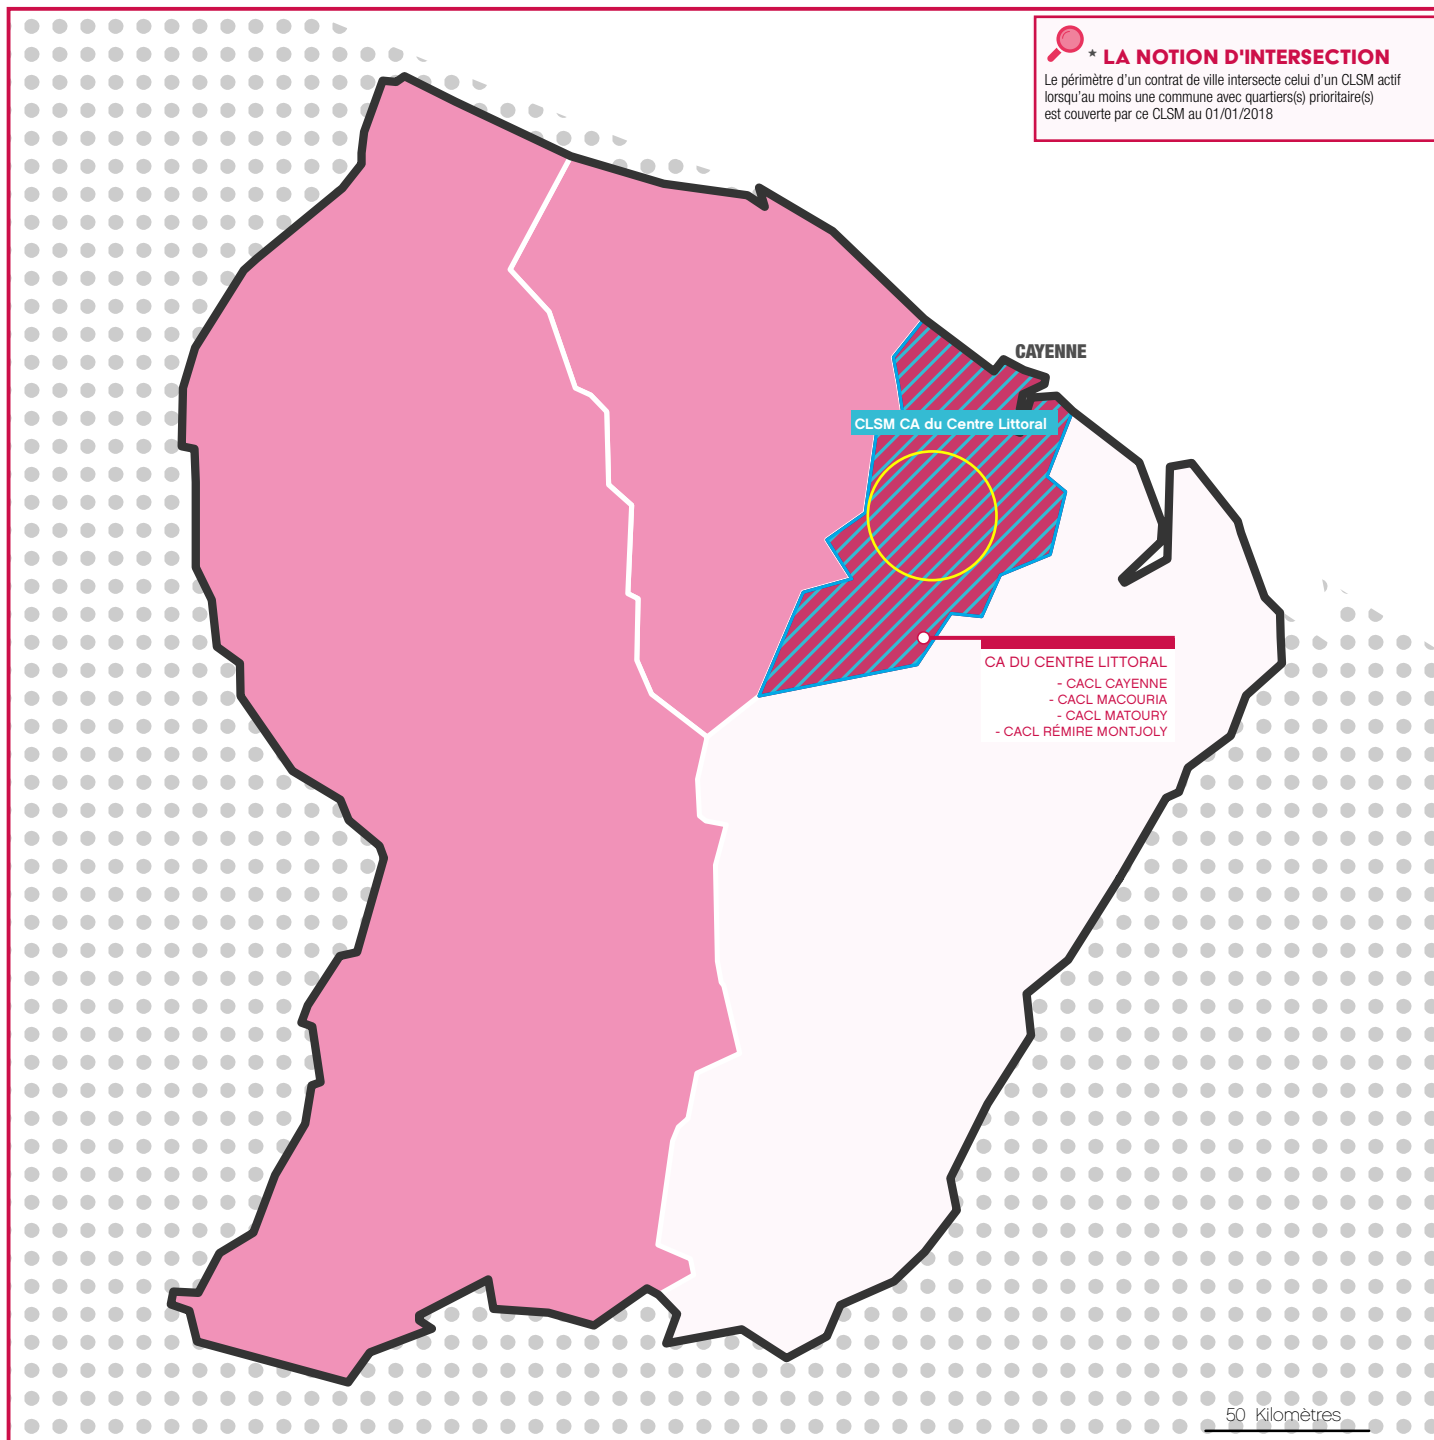 * LA NOTION D'INTERSECTION
Le périmètre d'un contrat de ville intersecte celui d'un CLSM actif
lorsqu'au moins une commune avec quartiers(s) prioritaire(s)
est couverte par ce CLSM au 01/01/2018
CAYENNE
CLSM CA du Centre Littoral
CA DU CENTRE LITTORAL
- CACL CAYENNE
- CACL MACOURIA
- CACL MATOURY
- CACL RÉMIRE MONTJOLY
50 Kilomètres